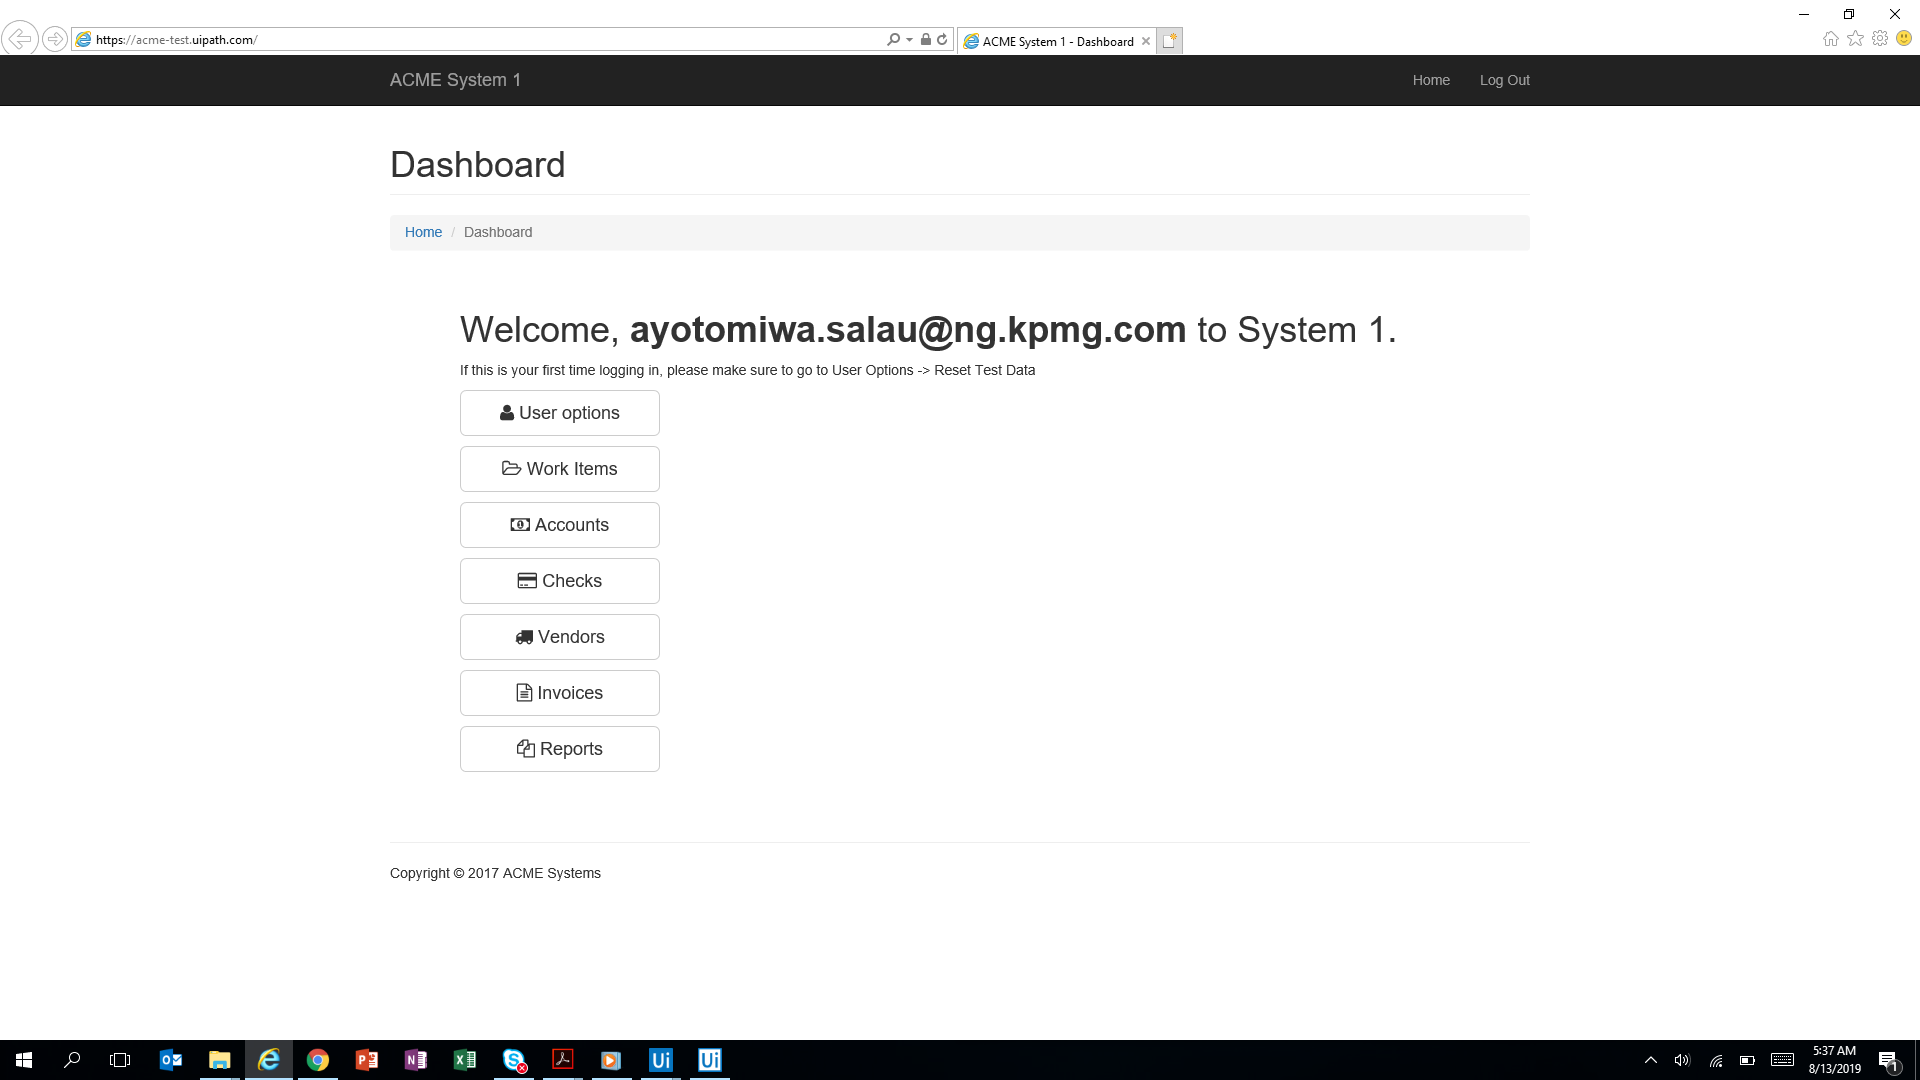 https://acme-test.uipath.com/
ACME System 1 - Dashboard
ACME System 1
Home
Log Out
Dashboard
Home / Dashboard
Welcome, ayotomiwa.salau@ng.kpmg.com to System 1.
If this is your first time logging in, please make sure to go to User Options -> Reset Test Data
User options
Work Items
Accounts
Checks
Vendors
Invoices
Reports
Copyright © 2017 ACME Systems
Ui
Ui
5:37 AM
8/13/2019
1